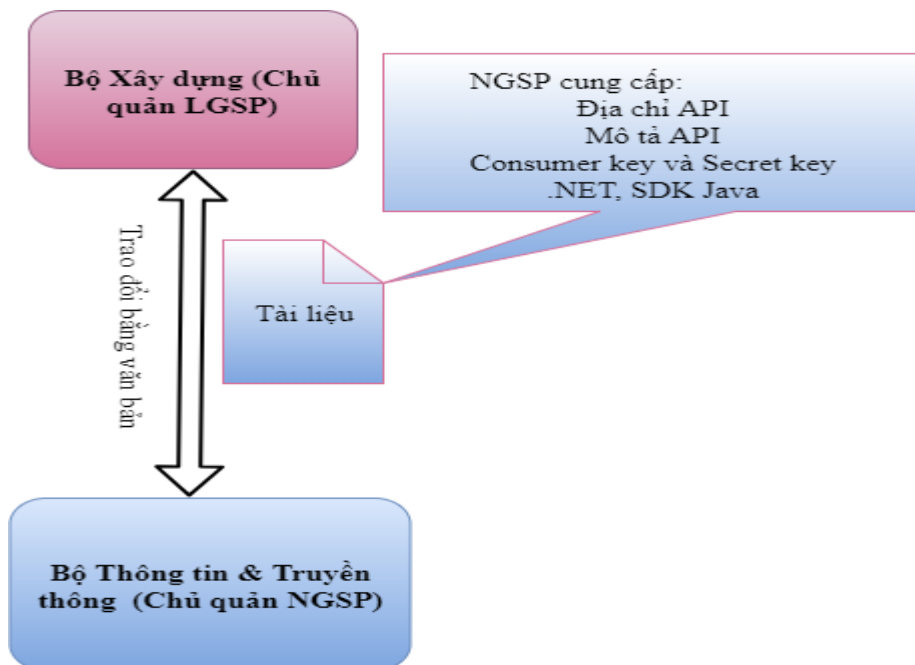 Bộ Xây dựng (Chủ
quản LGSP)
NGSP cung cấp:
Địa chỉ API
Mô tả API
Consumer key và Secret key
.NET, SDK Java
Trao đổi bằng văn bản
Tài liệu
Bộ Thông tin & Truyền
thông (Chủ quản NGSP)